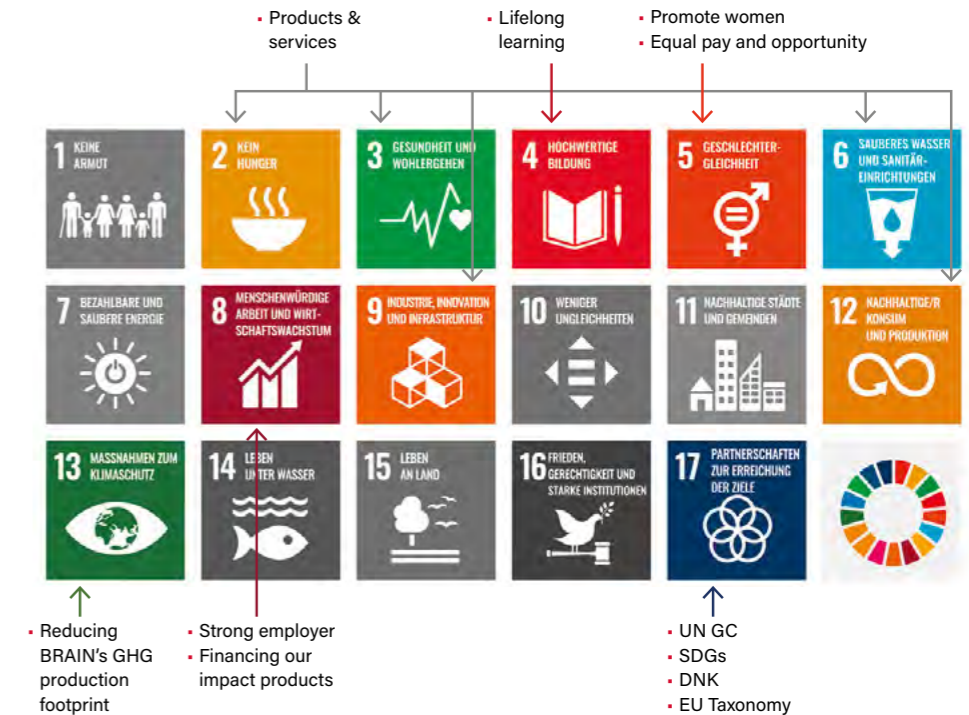 ▪ Products &
services
▪ Lifelong
learning
▪ Promote women
▪ Equal pay and opportunity
1 KEINE
ARMUT
2 KEIN
HUNGER
3 GESUNDHEIT UND
WOHLERGEHEN
4 HOCHWERTIGE
BILDUNG
5 GESCHLECHTER-
GLEICHHEIT
6 SAUBERES WASSER
UND SANITÄR-
EINRICHTUNGEN
7 BEZAHLBARE UND
SAUBERE ENERGIE
8 MENSCHENWÜRDIGE
ARBEIT UND WIRT-
SCHAFTSWACHSTUM
9 INDUSTRIE, INNOVATION
UND INFRASTRUKTUR
10 WENIGER
UNGLEICHHEITEN
11 NACHHALTIGE STÄDTE
UND GEMEINDEN
12 NACHHALTIGE/R
KONSUM
UND PRODUKTION
13 MASSNAHMEN ZUM
KLIMASCHUTZ
14 LEBEN
UNTER WASSER
15 LEBEN
AN LAND
16 FRIEDEN,
GERECHTIGKEIT UND
STARKE INSTITUTIONEN
17 PARTNERSCHAFTEN
ZUR ERREICHUNG
DER ZIELE
▪ Reducing
BRAIN’s GHG
production
footprint
▪ Strong employer
▪ Financing our
impact products
▪ UN GC
▪ SDGs
▪ DNK
▪ EU Taxonomy